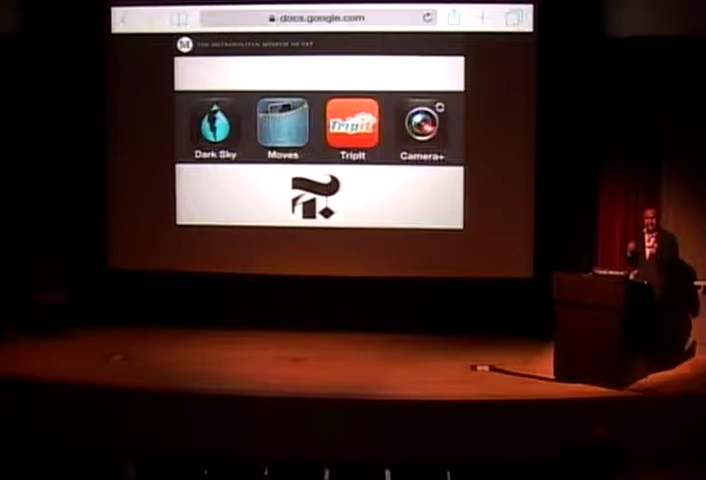 docs.google.com
M THE METROPOLITAN MUSEUM OF ART
Dark Sky
Moves
TripIt
TripIt
Camera+